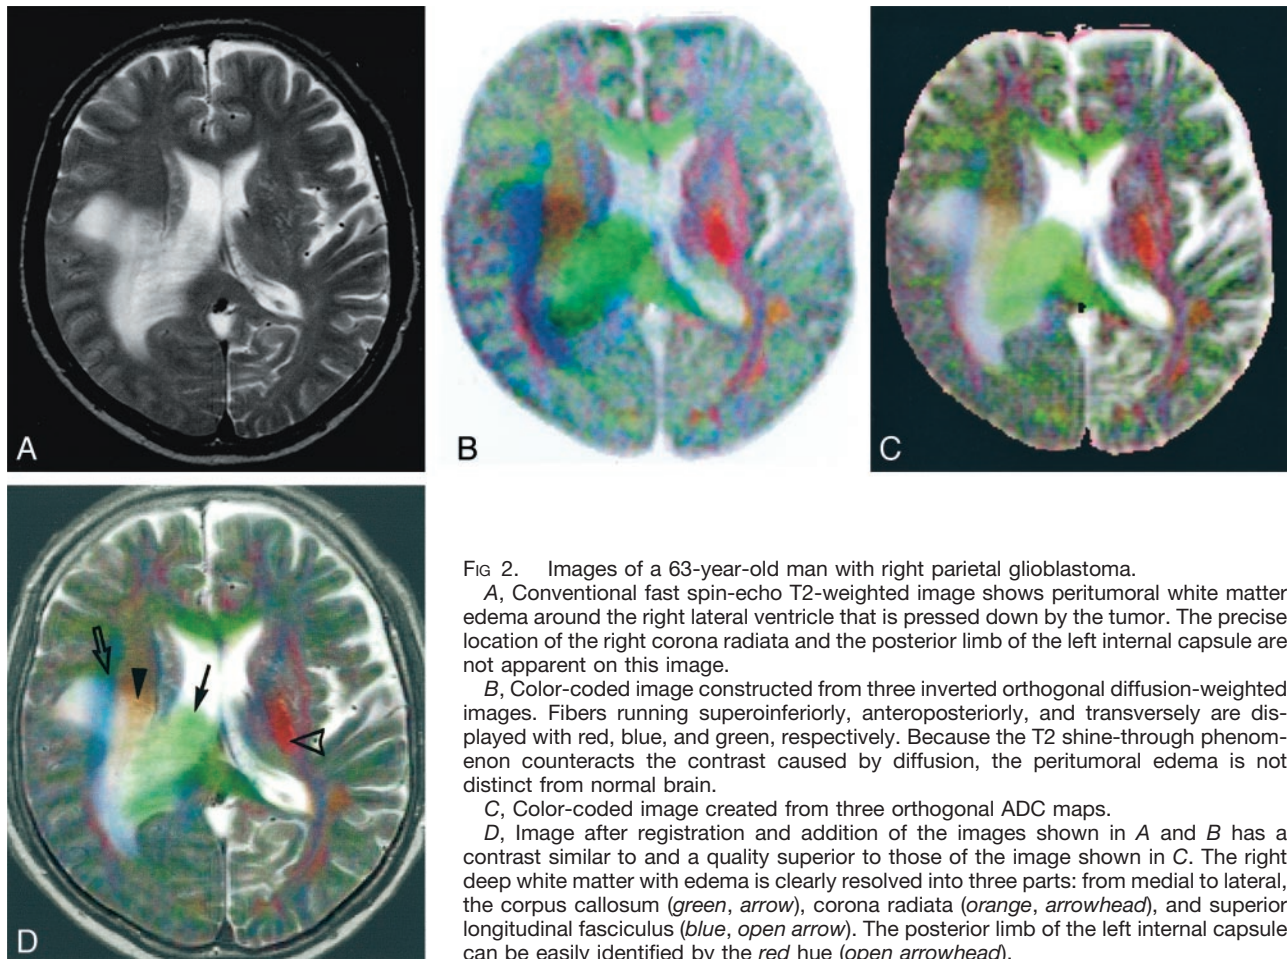 A
B
C
D
FIG 2. Images of a 63-year-old man with right parietal glioblastoma.
A, Conventional fast spin-echo T2-weighted image shows peritumoral white matter
edema around the right lateral ventricle that is pressed down by the tumor. The precise
location of the right corona radiata and the posterior limb of the left internal capsule are
not apparent on this image.
B, Color-coded image constructed from three inverted orthogonal diffusion-weighted
images. Fibers running superoinferiorly, anteroposteriorly, and transversely are dis-
played with red, blue, and green, respectively. Because the T2 shine-through phenom-
enon counteracts the contrast caused by diffusion, the peritumoral edema is not
distinct from normal brain.
C, Color-coded image created from three orthogonal ADC maps.
D, Image after registration and addition of the images shown in A and B has a
contrast similar to and a quality superior to those of the image shown in C. The right
deep white matter with edema is clearly resolved into three parts: from medial to lateral,
the corpus callosum (green, arrow), corona radiata (orange, arrowhead), and superior
longitudinal fasciculus (blue, open arrow). The posterior limb of the left internal capsule
can be easily identified by the red hue (open arrowhead).